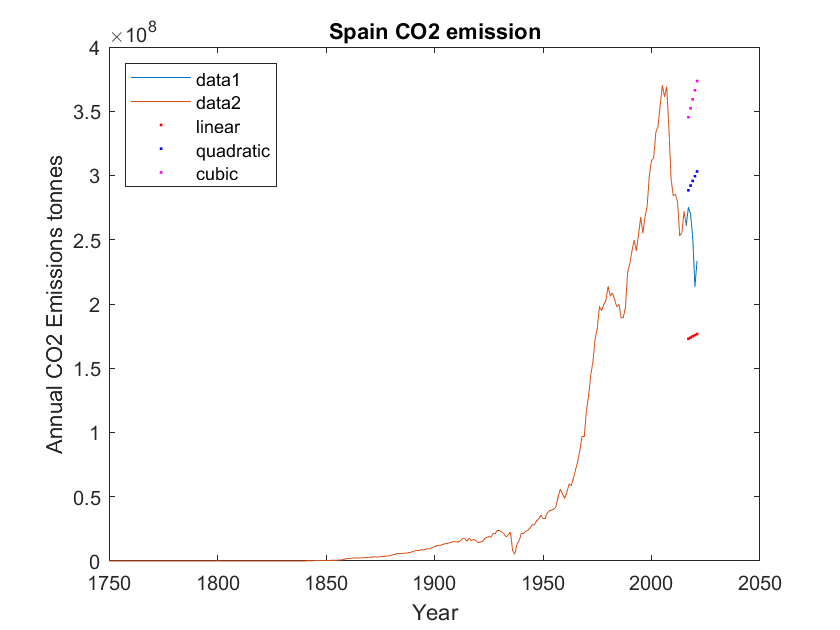 Spain CO2 emission
×10^8
4
3.5
3
2.5
2
1.5
1
0.5
0
Annual CO2 Emissions tonnes
data1
data2
linear
quadratic
cubic
1750 1800 1850 1900 1950 2000 2050
Year